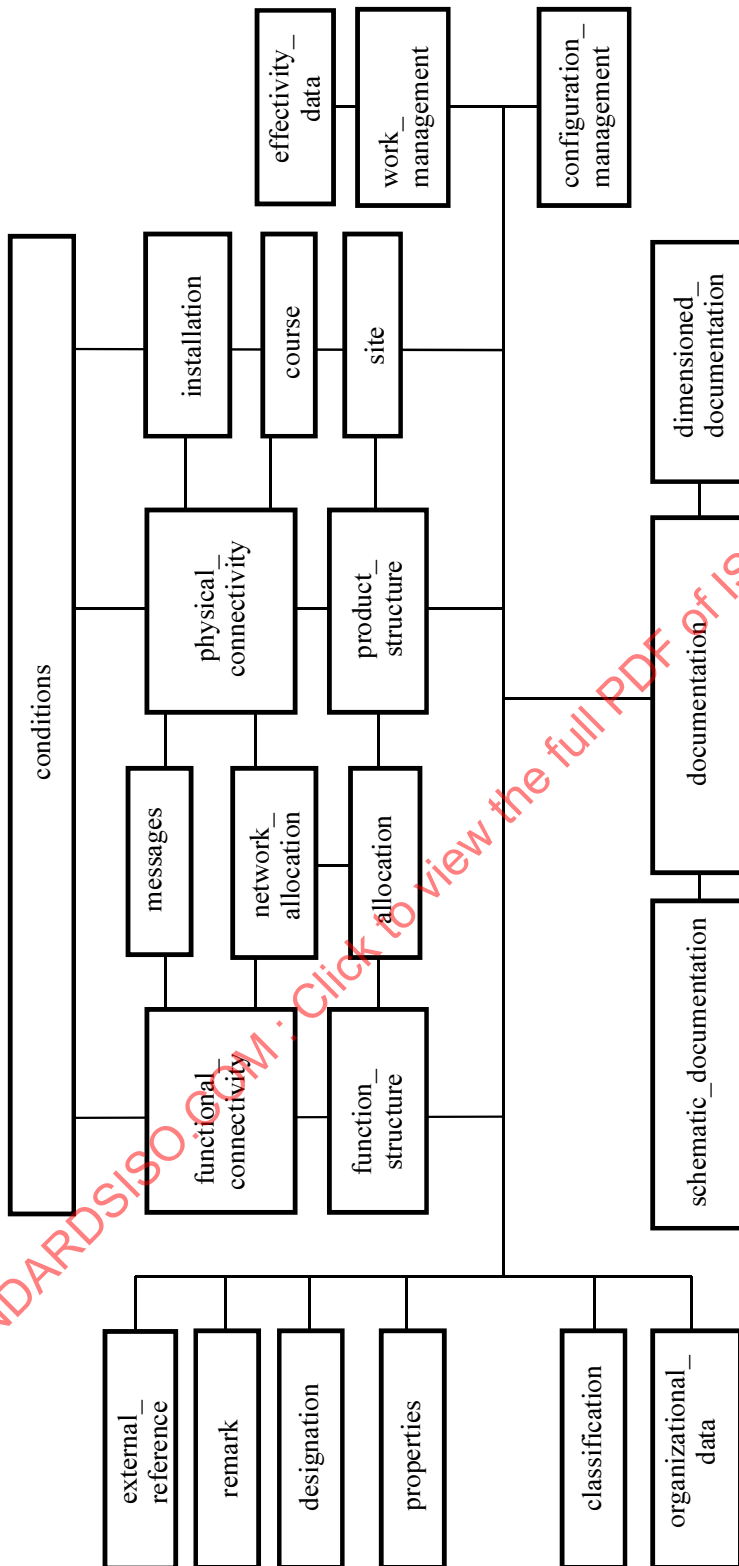 conditions
external_
reference
remark
designation
properties
classification
organizational_
data
functional_
connectivity
function_
structure
messages
network_
allocation
allocation
physical_
connectivity
product_
structure
installation
course
site
effectivity_
data
work_
management
configuration_
management
schematic_documentation
documentation
dimensioned_
documentation
NDARDSISO.COM : Click to view the full PDF of IS